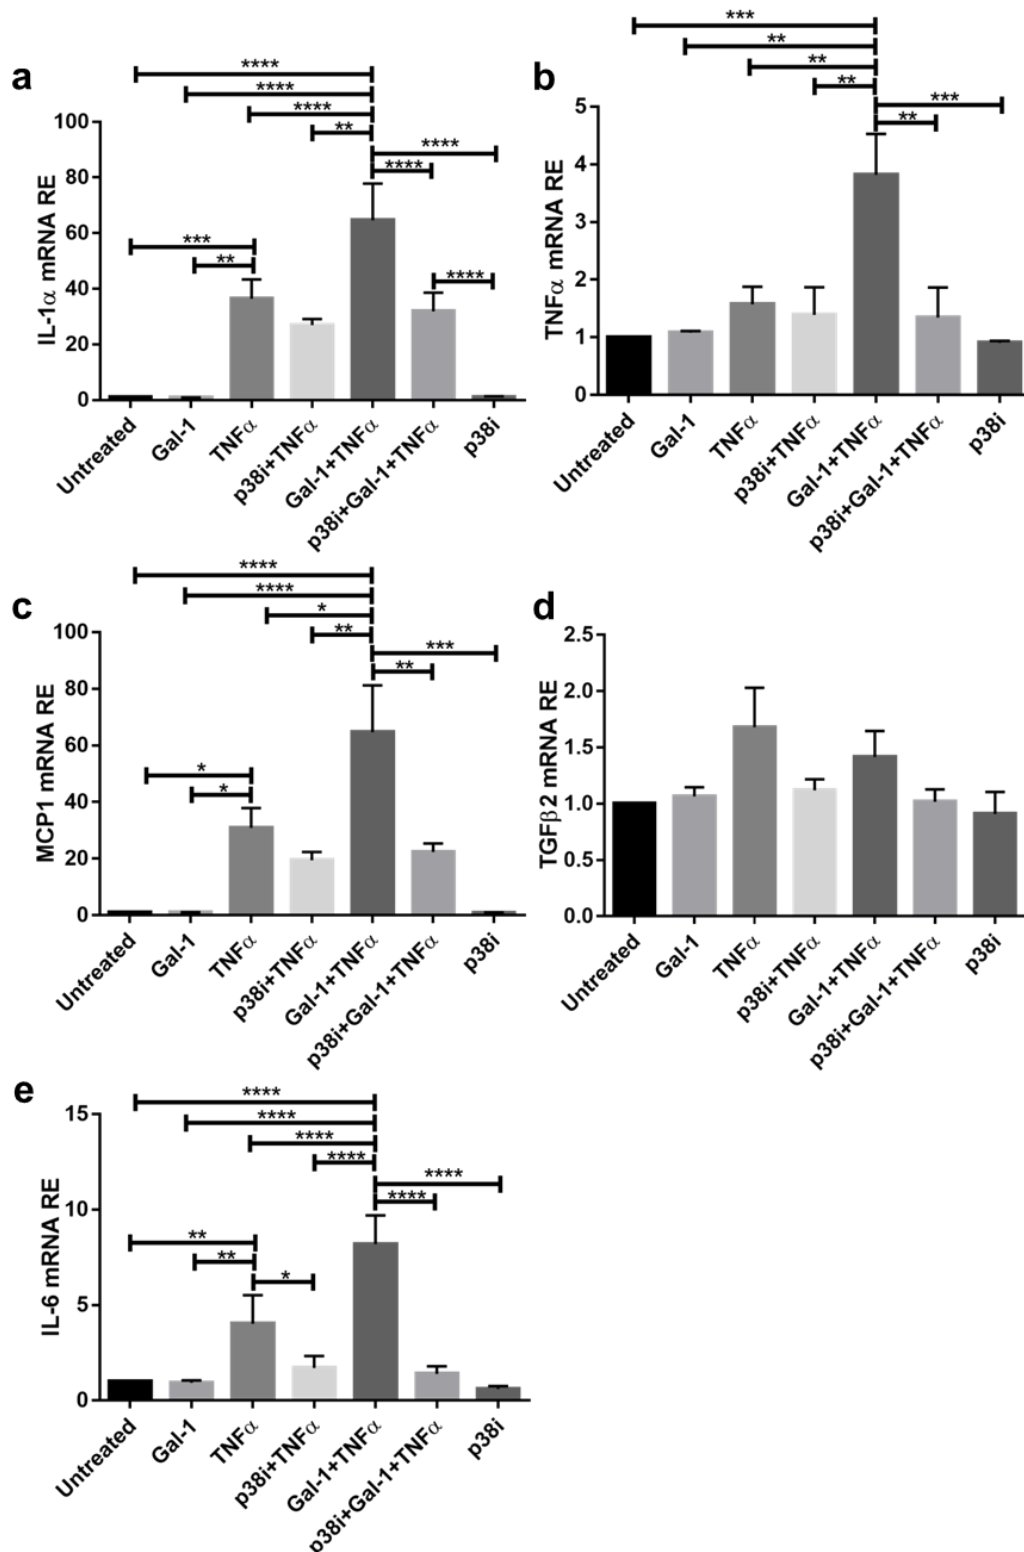 a
****
****
****
**
****
****
***
**
****
IL-1α mRNA RE
100
80
60
40
20
0
Untreated
Gal-1
TNFα
p38i+TNFα
Gal-1+TNFα
p38i+Gal-1+TNFα
p38i
b
***
**
**
**
***
**
TNFα mRNA RE
5
4
3
2
1
0
Untreated
Gal-1
TNFα
p38i+TNFα
Gal-1+TNFα
p38i+Gal-1+TNFα
p38i
c
****
****
*
**
***
**
*
*
MCP1 mRNA RE
100
80
60
40
20
0
Untreated
Gal-1
TNFα
p38i+TNFα
Gal-1+TNFα
p38i+Gal-1+TNFα
p38i
d
TGFβ2 mRNA RE
2.5
2.0
1.5
1.0
0.5
0.0
Untreated
Gal-1
TNFα
p38i+TNFα
Gal-1+TNFα
p38i+Gal-1+TNFα
p38i
e
****
****
****
****
****
****
**
**
*
IL-6 mRNA RE
15
10
5
0
Untreated
Gal-1
TNFα
p38i+TNFα
Gal-1+TNFα
p38i+Gal-1+TNFα
p38i